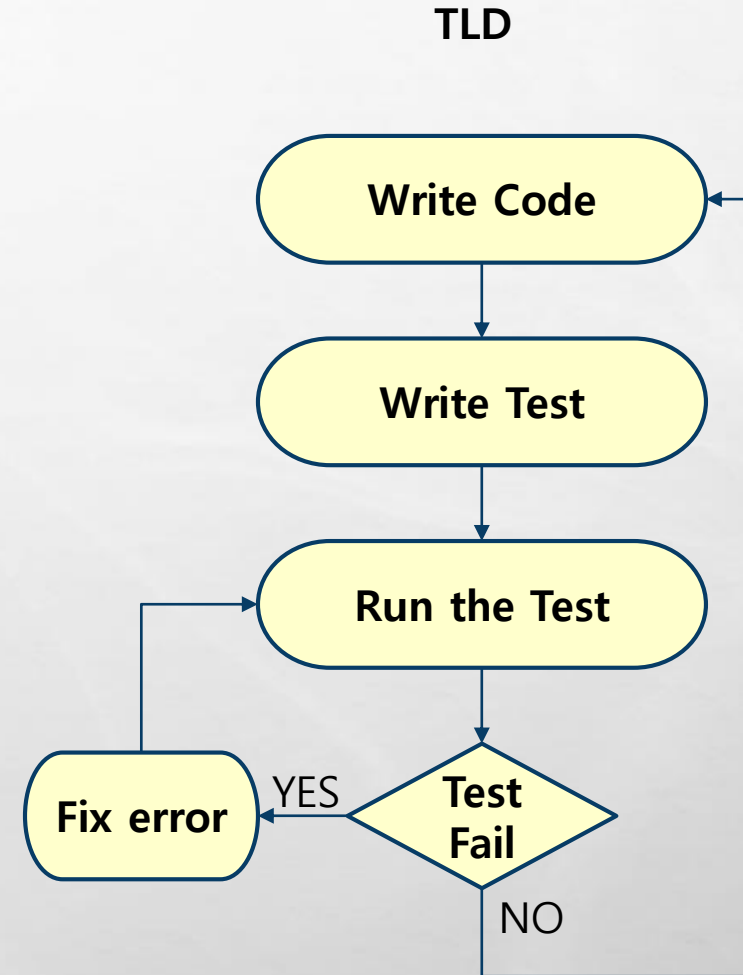 TLD
Write Code
Write Test
Run the Test
Fix error
YES
Test
Fail
NO